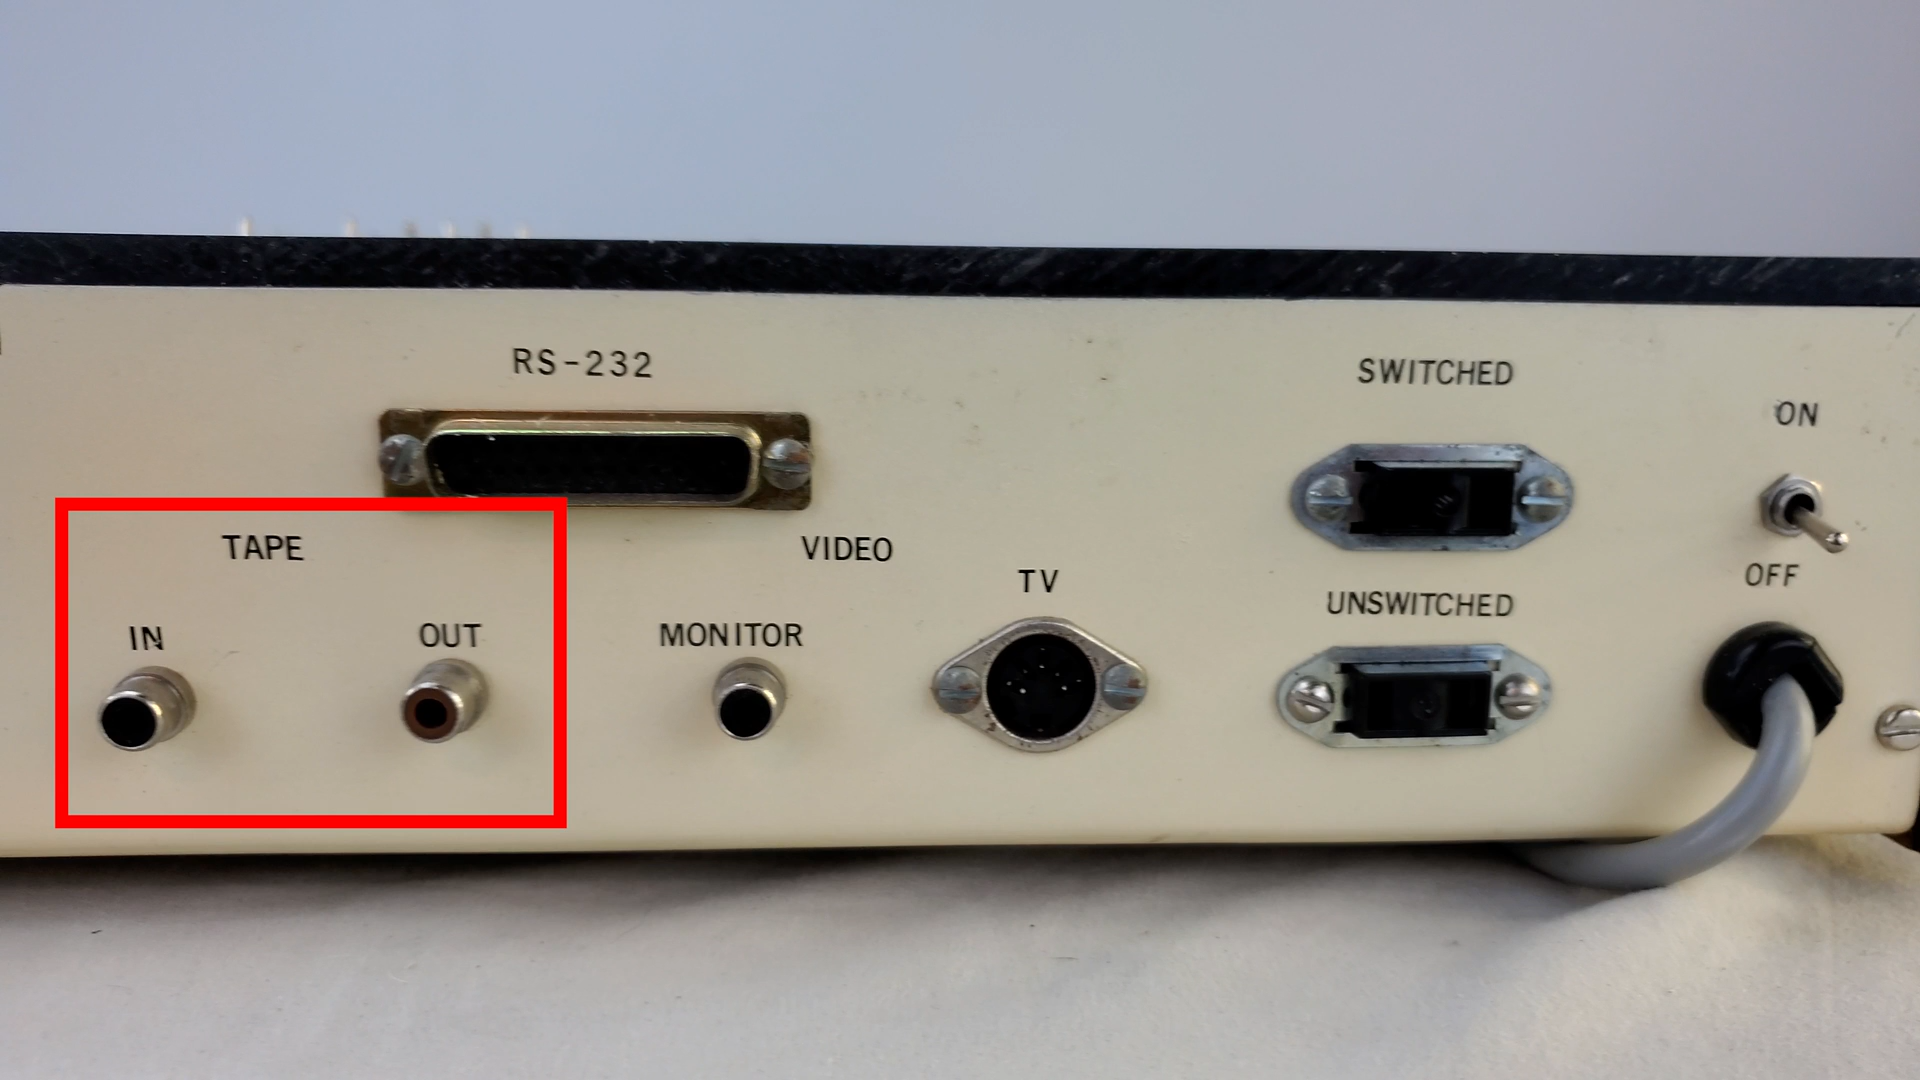 RS-232
SWITCHED
ON
TAPE
VIDEO
TV
OFF
UNSWITCHED
IN
OUT
MONITOR